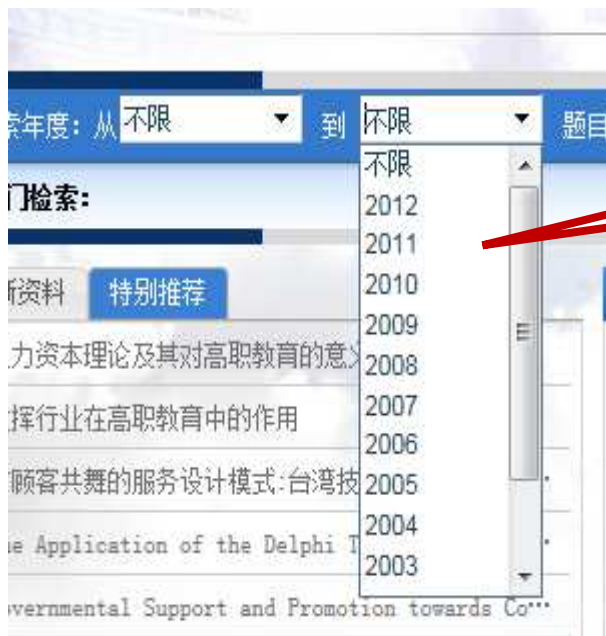 索年度：从 不限 到 不限 题目
不限
门检索：
2012
2011
2010
2009
2008
2007
2006
2005
2004
2003
新资料 特别推荐
力资本理论及其对高职教育的意义
挥行业在高职教育中的作用
顾客共舞的服务设计模式:台湾技
e Application of the Delphi T
overnmental Support and Promotion towards Co…